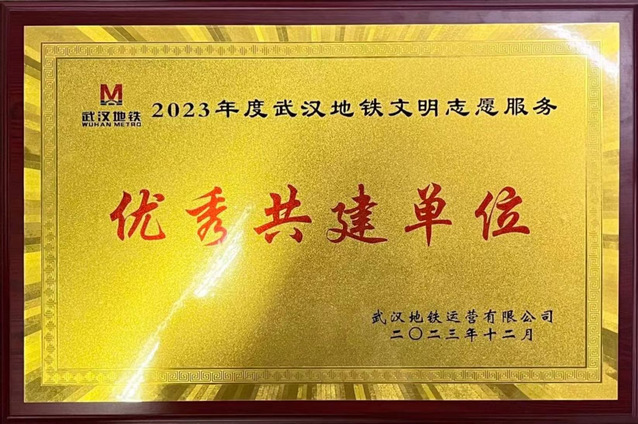 武汉地铁
WUHAN METRO
2023年度武汉地铁文明志愿服务
优秀共建单位
武汉地铁运营有限公司
二〇二三年十二月